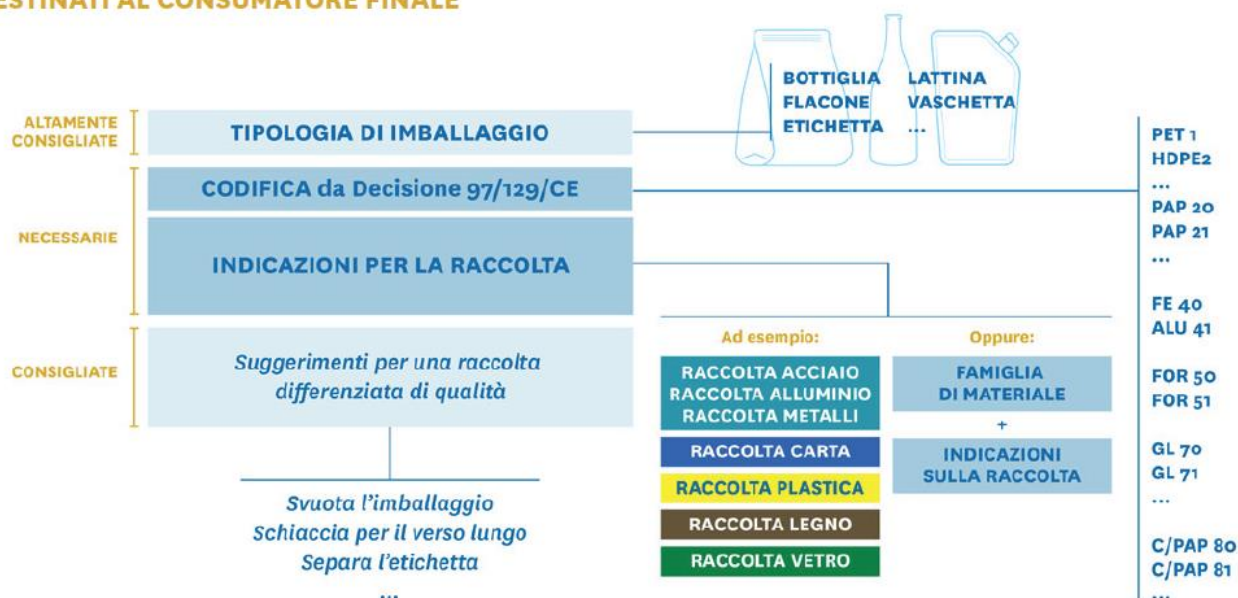 ESTINATI AL CONSUMATORE FINALE
BOTTIGLIA LATTINA
FLACONE VASCHETTA
ETICHETTA ...
ALTAMENTE
CONSIGLIATE
TIPOLOGIA DI IMBALLAGGIO
NECESSARIE
CODIFICA da Decisione 97/129/CE
INDICAZIONI PER LA RACCOLTA
CONSIGLIATE
Suggerimenti per una raccolta
differenziata di qualità
Svuota l'imballaggio
Schiaccia per il verso lungo
Separa l'etichetta
...
Ad esempio:
RACCOLTA ACCIAIO
RACCOLTA ALLUMINIO
RACCOLTA METALLI
RACCOLTA CARTA
RACCOLTA PLASTICA
RACCOLTA LEGNO
RACCOLTA VETRO
Oppure:
FAMIGLIA
DI MATERIALE
+
INDICAZIONI
SULLA RACCOLTA
PET 1
HDPE2
...
PAP 20
PAP 21
...
FE 40
ALU 41
FOR 50
FOR 51
GL 70
GL 71
...
C/PAP 80
C/PAP 81
...